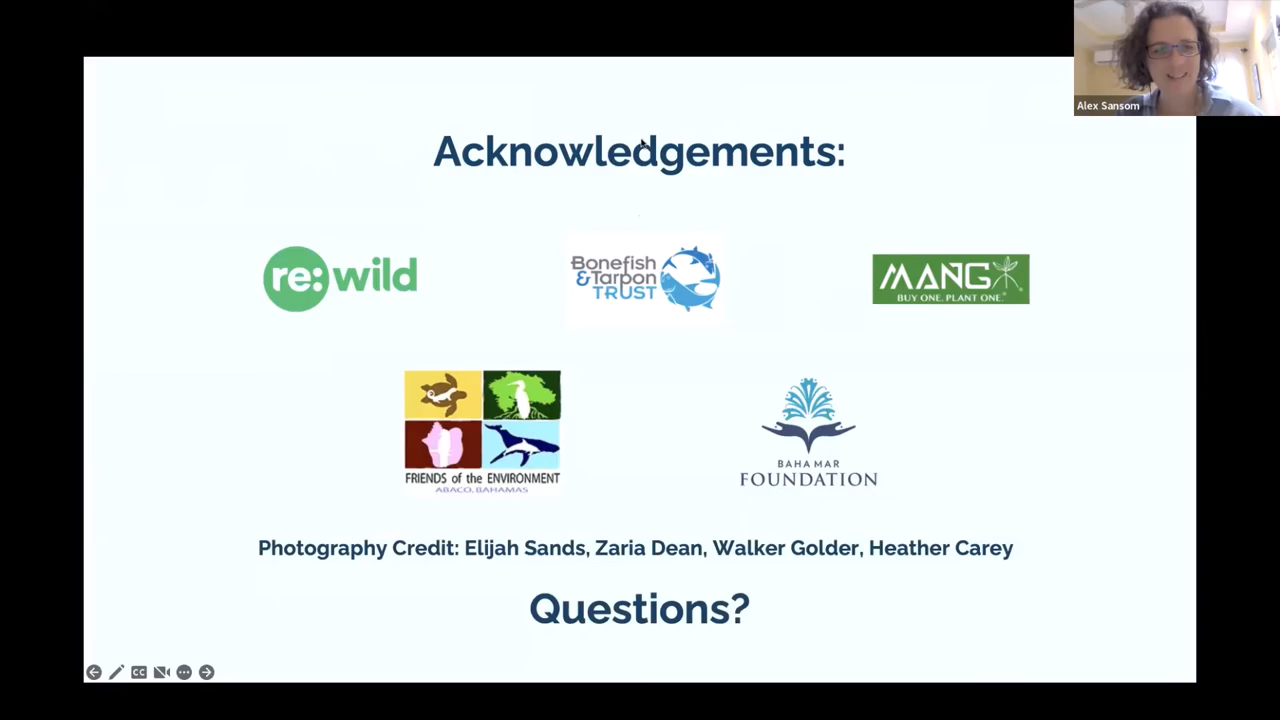 Alex Sansom
Acknowledgements:
re:wild
Bonefish
& Tarpon
TRUST
MANG
BUY ONE. PLANT ONE.
FRIENDS of the ENVIRONMENT
ABACO, BAHAMAS
BAHA MAR
FOUNDATION
Photography Credit: Elijah Sands, Zaria Dean, Walker Golder, Heather Carey
Questions?
CC